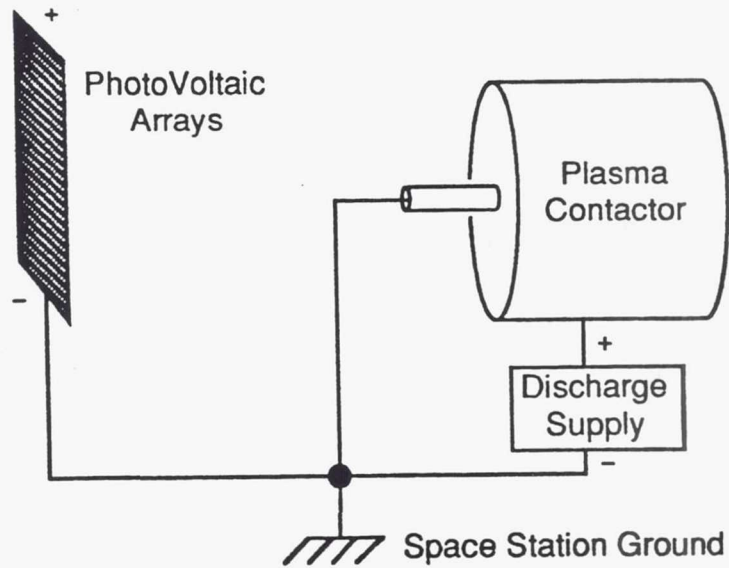 +
PhotoVoltaic
Arrays
−
Plasma
Contactor
+
Discharge
Supply
−
Space Station Ground